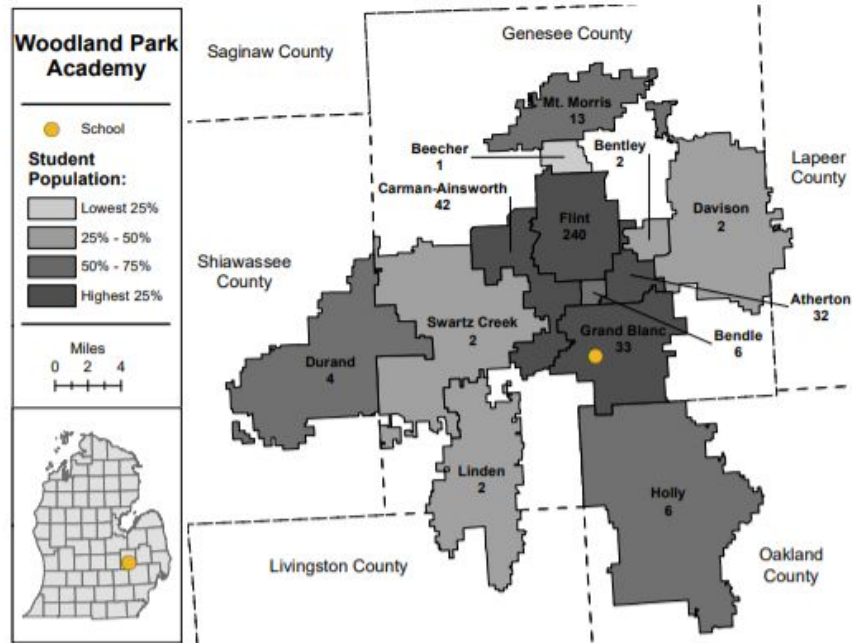 Woodland Park
Academy
School
Student
Population:
Lowest 25%
25% - 50%
50% - 75%
Highest 25%
Miles
0 2 4
Saginaw County
Genesee County
Mt. Morris
13
Beecher
1
Bentley
2
Lapeer
County
Carman-Ainsworth
42
Flint
240
Davison
2
Shiawassee
County
Atherton
32
Swartz Creek
2
Grand Blanc
33
Bendle
6
Durand
4
Linden
2
Holly
6
Livingston County
Oakland
County